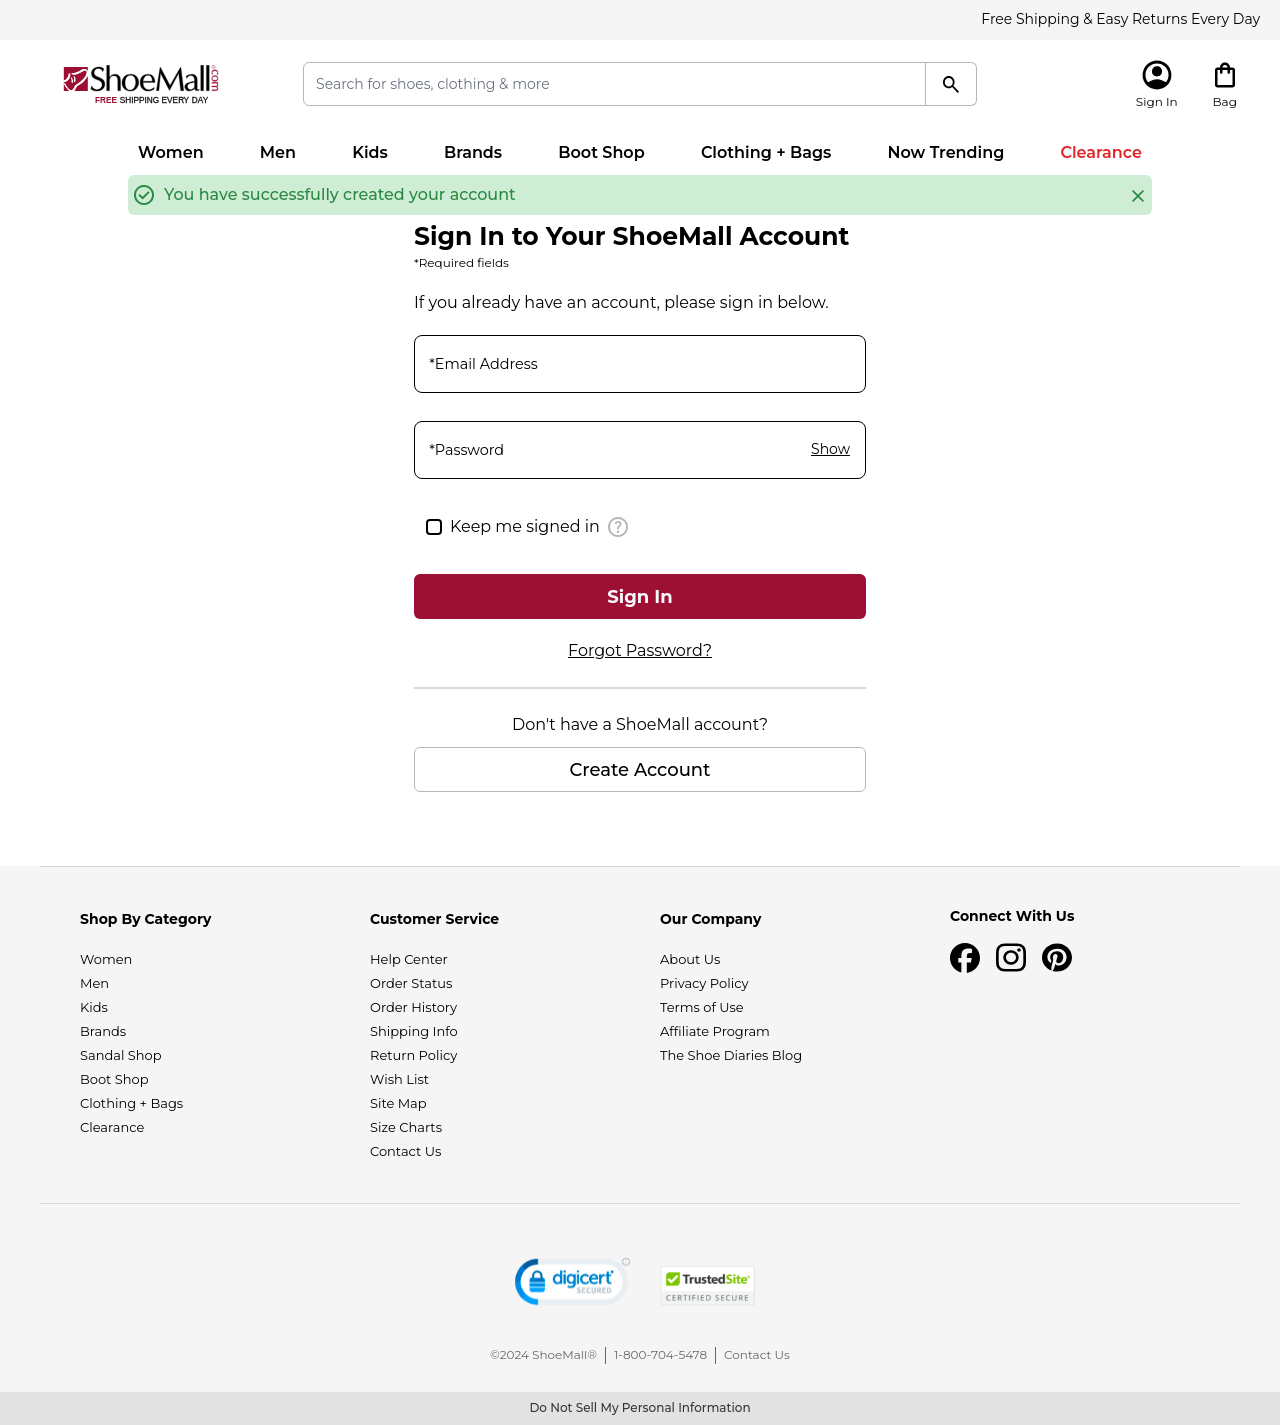 Free Shipping & Easy Returns Every Day
ShoeMall.com
FREE SHIPPING EVERY DAY
Search for shoes, clothing & more
Sign In
Bag
Women
Men
Kids
Brands
Boot Shop
Clothing + Bags
Now Trending
Clearance
You have successfully created your account
Sign In to Your ShoeMall Account
*Required fields
If you already have an account, please sign in below.
*Email Address
*Password
Show
Keep me signed in
?
Sign In
Forgot Password?
Don't have a ShoeMall account?
Create Account
Shop By Category
Women
Men
Kids
Brands
Sandal Shop
Boot Shop
Clothing + Bags
Clearance
Customer Service
Help Center
Order Status
Order History
Shipping Info
Return Policy
Wish List
Site Map
Size Charts
Contact Us
Our Company
About Us
Privacy Policy
Terms of Use
Affiliate Program
The Shoe Diaries Blog
Connect With Us
digicert
SECURED
TrustedSite
CERTIFIED SECURE
©2024 ShoeMall® | 1-800-704-5478 | Contact Us
Do Not Sell My Personal Information